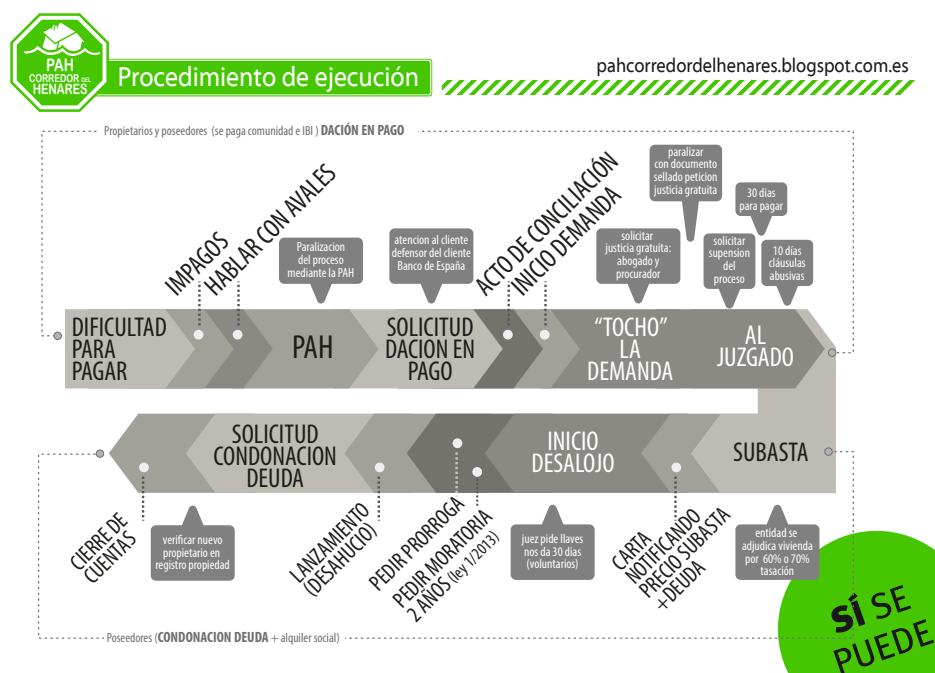 PAH
CORREDOR DEL
HENARES
Procedimiento de ejecución
pahcorredordelhenares.blogspot.com.es
Propietarios y poseedores (se paga comunidad e IBI ) DACIÓN EN PAGO
IMPAGOS
HABLAR CON AVALES
Paralizacion
del proceso
mediante la PAH
atencion al cliente
defensor del cliente
Banco de España
ACTO DE CONCILIACIÓN
INICIO DEMANDA
solicitar
justicia gratuita:
abogado y
procurador
paralizar
con documento
sellado peticion
justicia gratuita
solicitar
supension
del
proceso
30 dias
para pagar
10 días
cláusulas
abusivas
DIFICULTAD
PARA
PAGAR
PAH
SOLICITUD
DACION EN
PAGO
“TOCHO”
LA
DEMANDA
AL
JUZGADO
SUBASTA
INICIO
DESALOJO
SOLICITUD
CONDONACION
DEUDA
entidad se
adjudica vivienda
por 60% o 70%
tasación
CARTA
NOTIFICANDO
PRECIO SUBASTA
+DEUDA
juez pide llaves
nos da 30 dias
(voluntarios)
PEDIR PRORROGA
PEDIR MORATORIA
2 AÑOS (ley 1/2013)
LANZAMIENTO
(DESAHUCIO)
verificar nuevo
propietario en
registro propiedad
CIERRE DE
CUENTAS
Poseedores (CONDONACION DEUDA + alquiler social)
SÍ SE
PUEDE